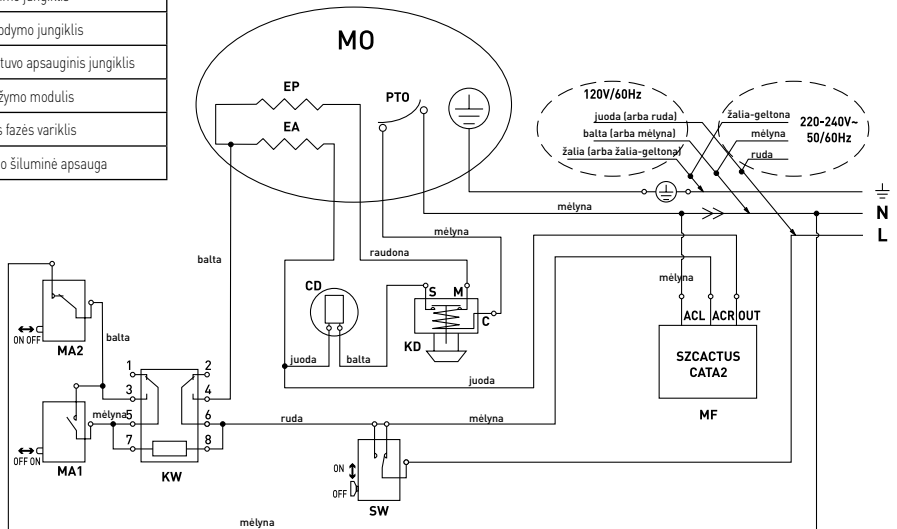 odymo jungiklis
tuvo apsauginis jungiklis
žymo modulis
s fazės variklis
o šiluminė apsauga
MO
EP
EA
PTO
120V/60Hz
juoda (arba ruda)
balta (arba mėlyna)
žalia (arba žalia-geltona)
žalia-geltona
mėlyna
ruda
220-240V~
50/60Hz
mėlyna
N
L
mėlyna
raudona
balta
CD
S
M
C
KD
juoda
balta
juoda
mėlyna
ACL
ACR
OUT
SZCACTUS
CATA2
MF
ON OFF
MA2
balta
mėlyna
OFF ON
MA1
1
2
3
4
5
6
7
8
KW
ruda
mėlyna
ON
OFF
SW
mėlyna